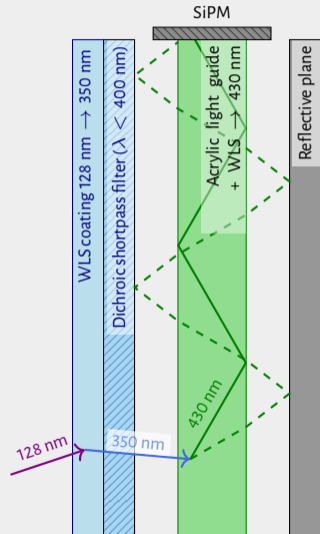 SiPM
WLS coating 128 nm → 350 nm
Dichroic shortpass filter (λ < 400 nm)
Acrylic light guide
+ WLS → 430 nm
Reflective plane
430 nm
128 nm
350 nm